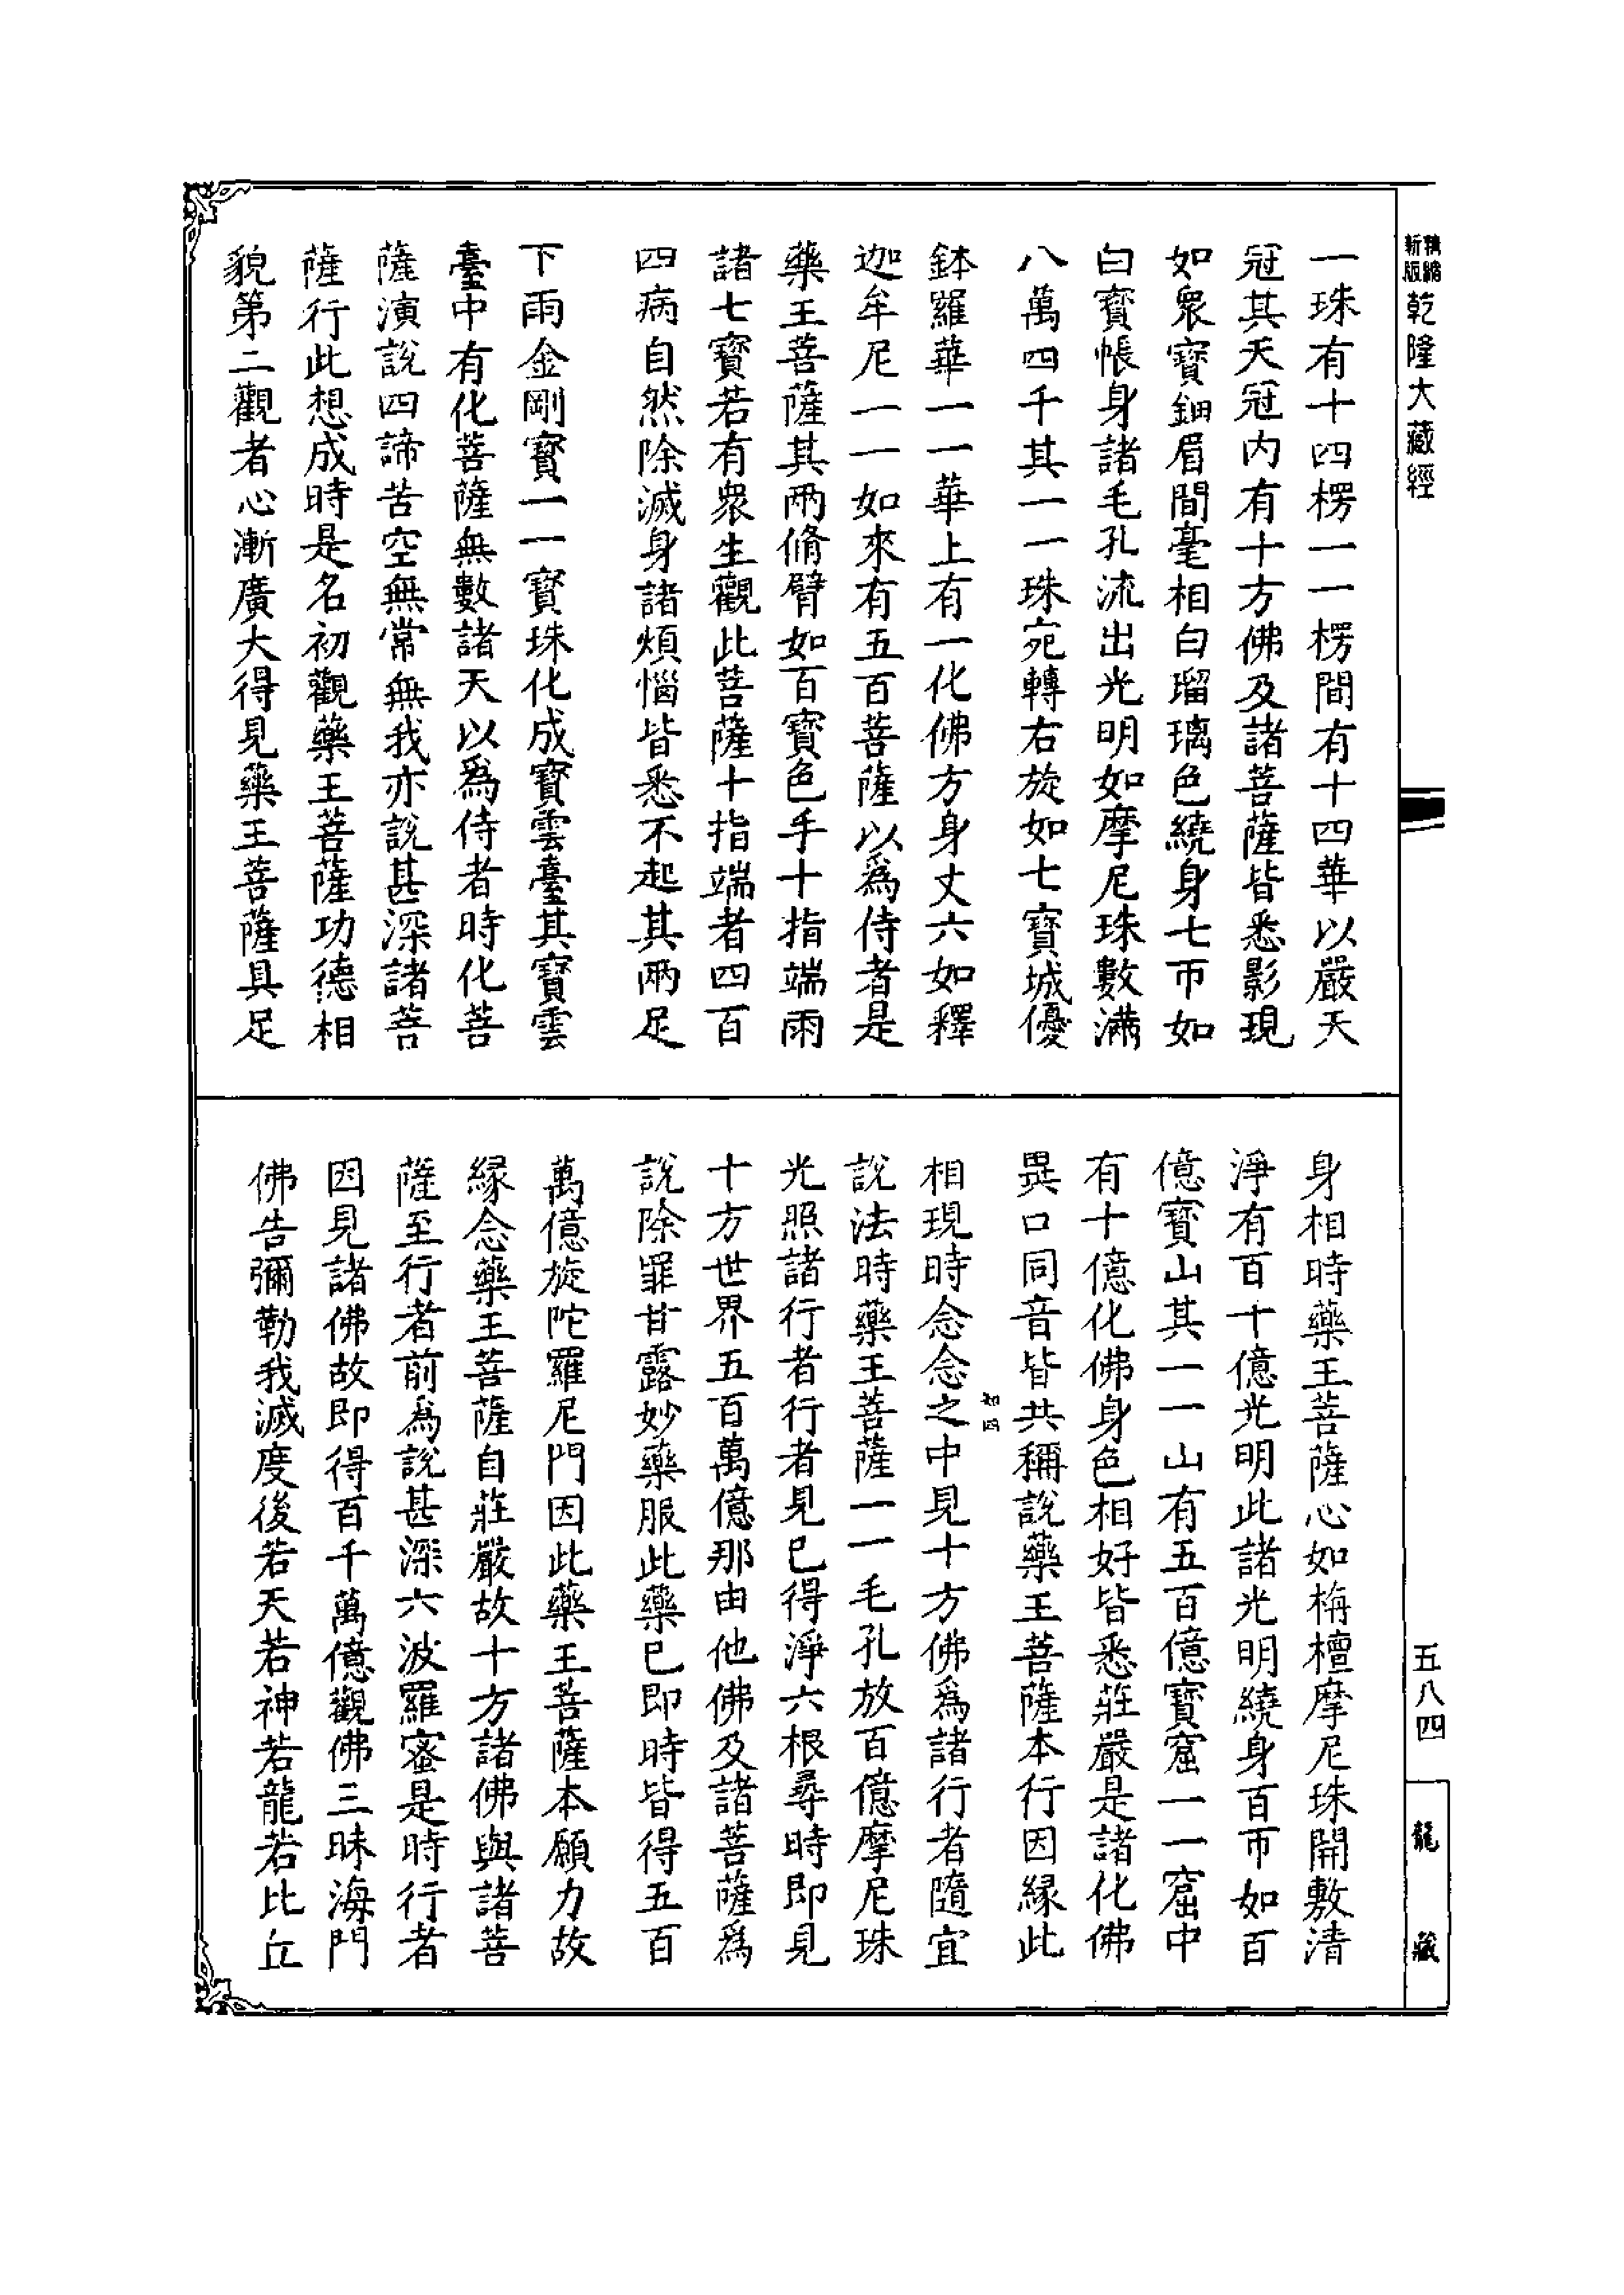 精縮新版乾隆大藏經
一珠有十四楞一一楞間有十四華以嚴天
冠其天冠內有十方佛及諸菩薩皆悉影現
如衆寶鈿眉間毫相白瑠璃色繞身七帀如
白寶帳身諸毛孔流出光明如摩尼珠數滿
八萬四千其一一珠宛轉右旋如七寶城優
鉢羅華一一華上有一化佛方身丈六如釋
迦牟尼一一如來有五百菩薩以爲侍者是
藥王菩薩其兩脩臂如百寶色手十指端雨
諸七寶若有衆生觀此菩薩十指端者四百
四病自然除滅身諸煩惱皆悉不起其兩足
下雨金剛寶一一寶珠化成寶雲臺其寶雲
臺中有化菩薩無數諸天以爲侍者時化菩
薩演說四諦苦空無常無我亦說甚深諸菩
薩行此想成時是名初觀藥王菩薩功德相
貌第二觀者心漸廣大得見藥王菩薩具足
身相時藥王菩薩心如栴檀摩尼珠開敷清
淨有百十億光明此諸光明繞身百帀如百
億寶山其一一山有五百億寶窟一一窟中
有十億化佛身色相好皆悉莊嚴是諸化佛
異口同音皆共稱說藥王菩薩本行因緣此
相現時念念之中見十方佛爲諸行者隨宜
說法時藥王菩薩一一毛孔放百億摩尼珠
光照諸行者行者見已得淨六根尋時即見
十方世界五百萬億那由他佛及諸菩薩爲
說除罪甘露妙藥服此藥已即時皆得五百
萬億旋陀羅尼門因此藥王菩薩本願力故
緣念藥王菩薩自莊嚴故十方諸佛與諸菩
薩至行者前爲說甚深六波羅蜜是時行者
因見諸佛故即得百千萬億觀佛三昧海門
佛告彌勒我滅度後若天若神若龍若比丘
五八四
龍藏